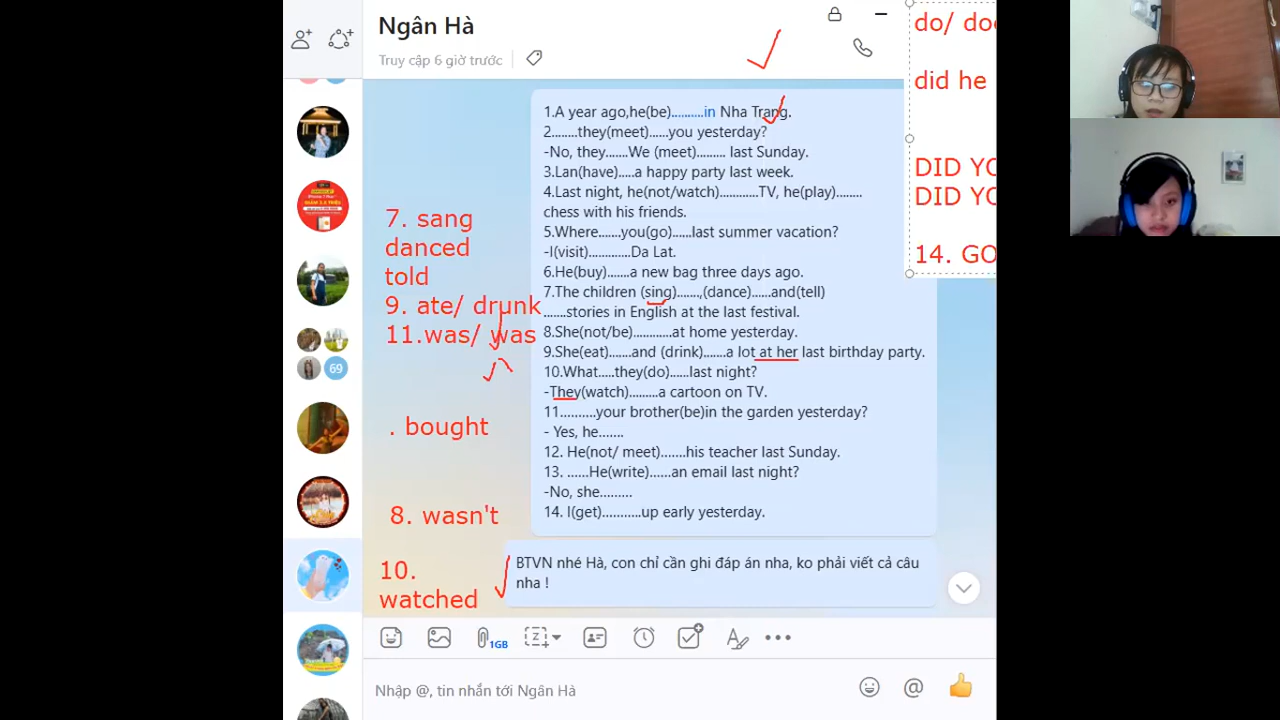 Ngân Hà
Truy cập 6 giờ trước
do/
did he
DID
DID
14. GO
1.A year ago,he(be)..........in Nha Trang.
2.......they(meet)......you yesterday?
-No, they......We (meet)......... last Sunday.
3.Lan(have).....a happy party last week.
4.Last night, he(not/watch)............TV, he(play)........
chess with his friends.
5.Where.......you(go)......last summer vacation?
-I(visit)............Da Lat.
6.He(buy).......a new bag three days ago.
7.The children (sing).......,(dance)......and(tell)
......stories in English at the last festival.
8.She(not/be)............at home yesterday.
9.She(eat).......and (drink).......a lot at her last birthday party.
10.What.....they(do)......last night?
-They(watch).........a cartoon on TV.
11..........your brother(be)in the garden yesterday?
- Yes, he.......
12. He(not/ meet).......his teacher last Sunday.
13. ......He(write)......an email last night?
-No, she.........
14. I(get)...........up early yesterday.
7. sang
danced
told
9. ate/ drunk
11.was/ was
. bought
8. wasn't
10.
watched
BTVN nhé Hà, con chỉ cần ghi đáp án nha, ko phải viết cả câu
nha !
69
1GB
Nhập @, tin nhắn tới Ngân Hà